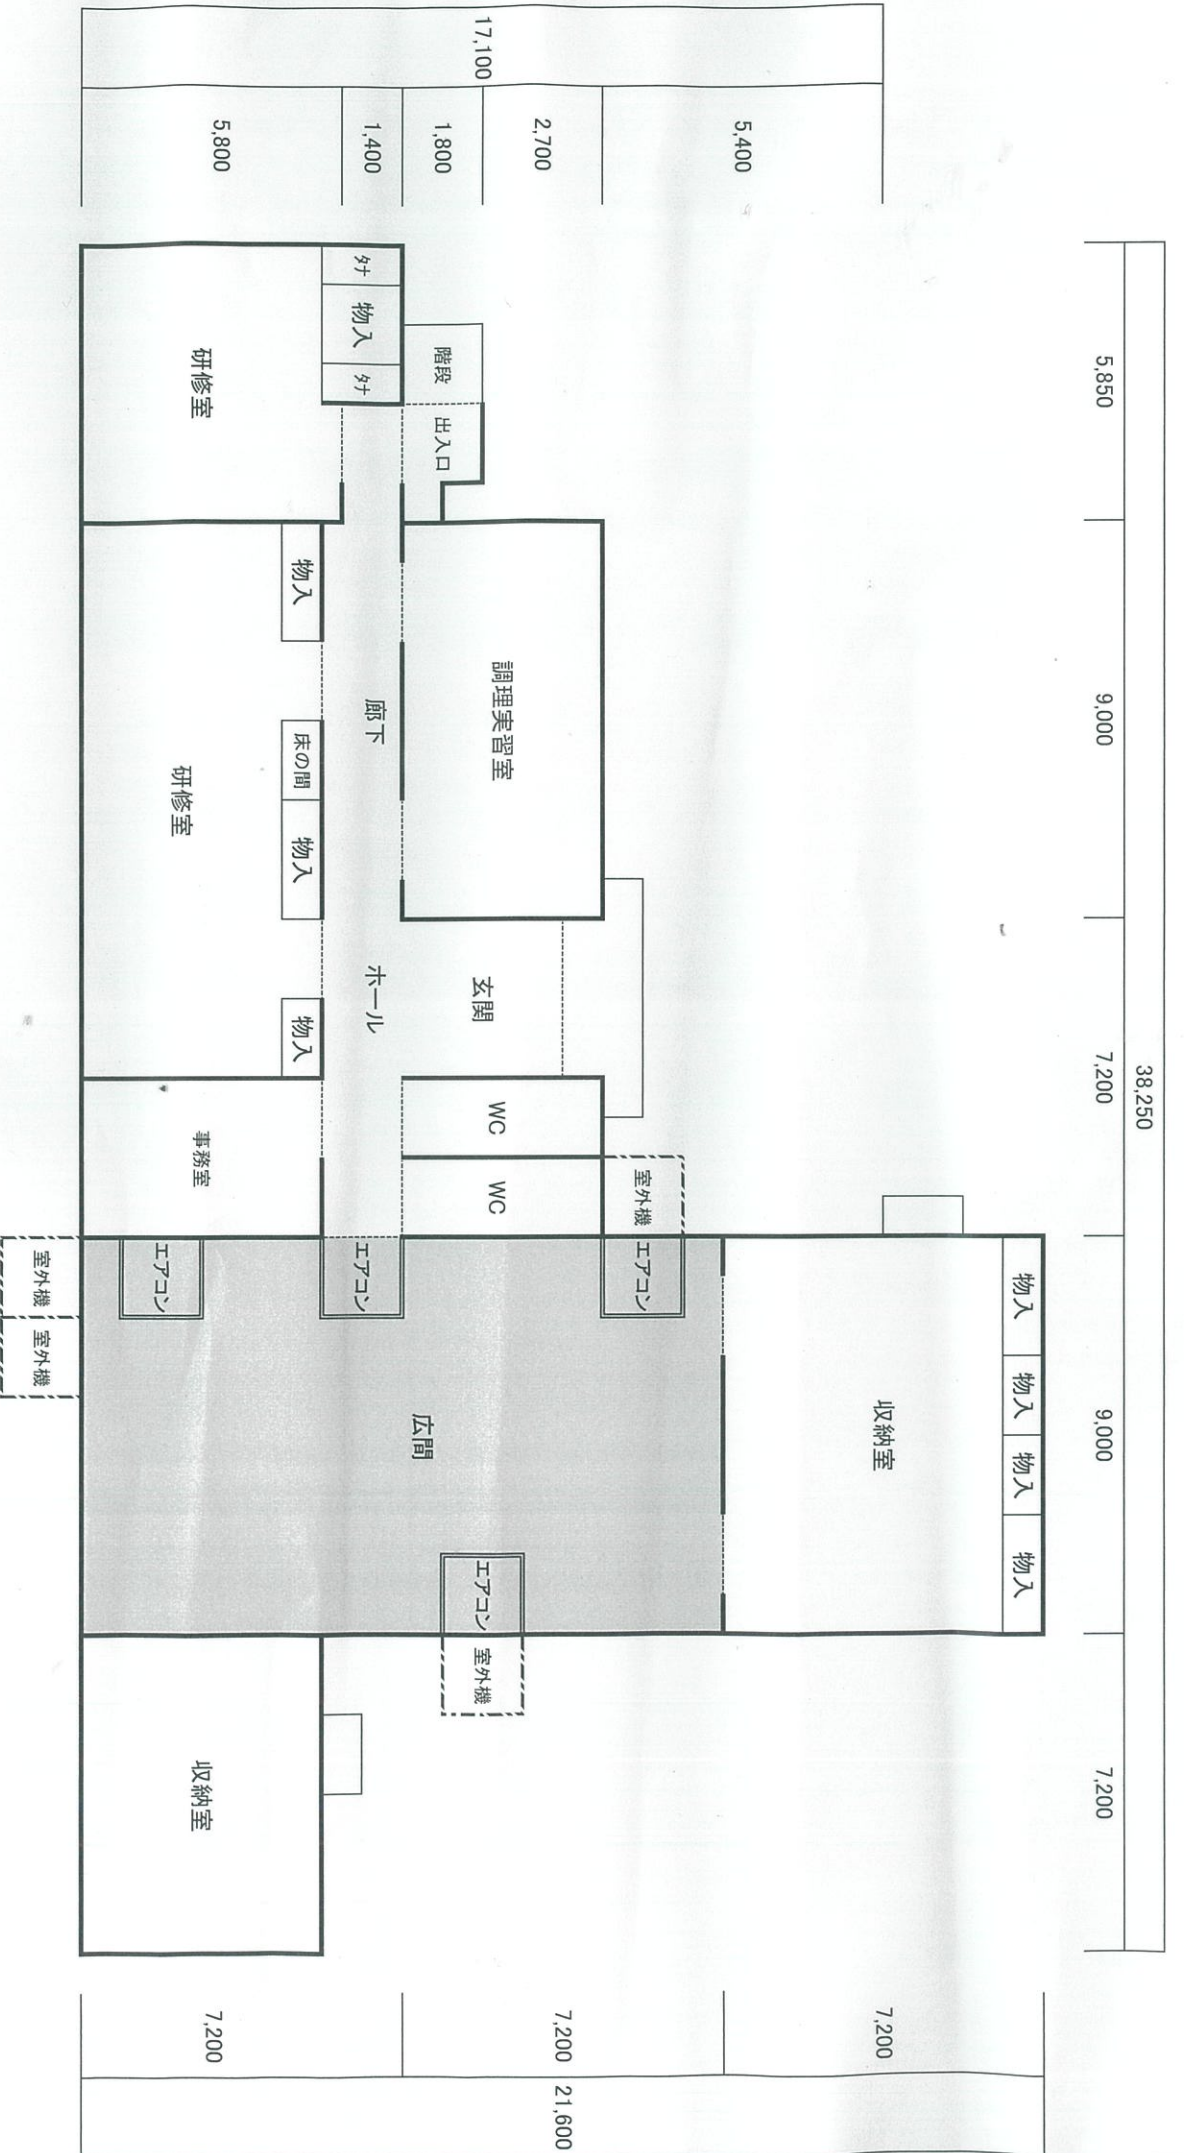 38,250
5,850
9,000
7,200
9,000
7,200
17,100
5,400
2,700
1,800
1,400
5,800
物入
物入
物入
物入
収納室
室外機
エアコン
調理実習室
玄関
WC
WC
階段
出入口
エアコン
室外機
広間
タナ
物入
タナ
廊下
ホール
エアコン
物入
床の間
物入
物入
研修室
研修室
事務室
エアコン
収納室
室外機
室外機
7,200
7,200
7,200
21,600